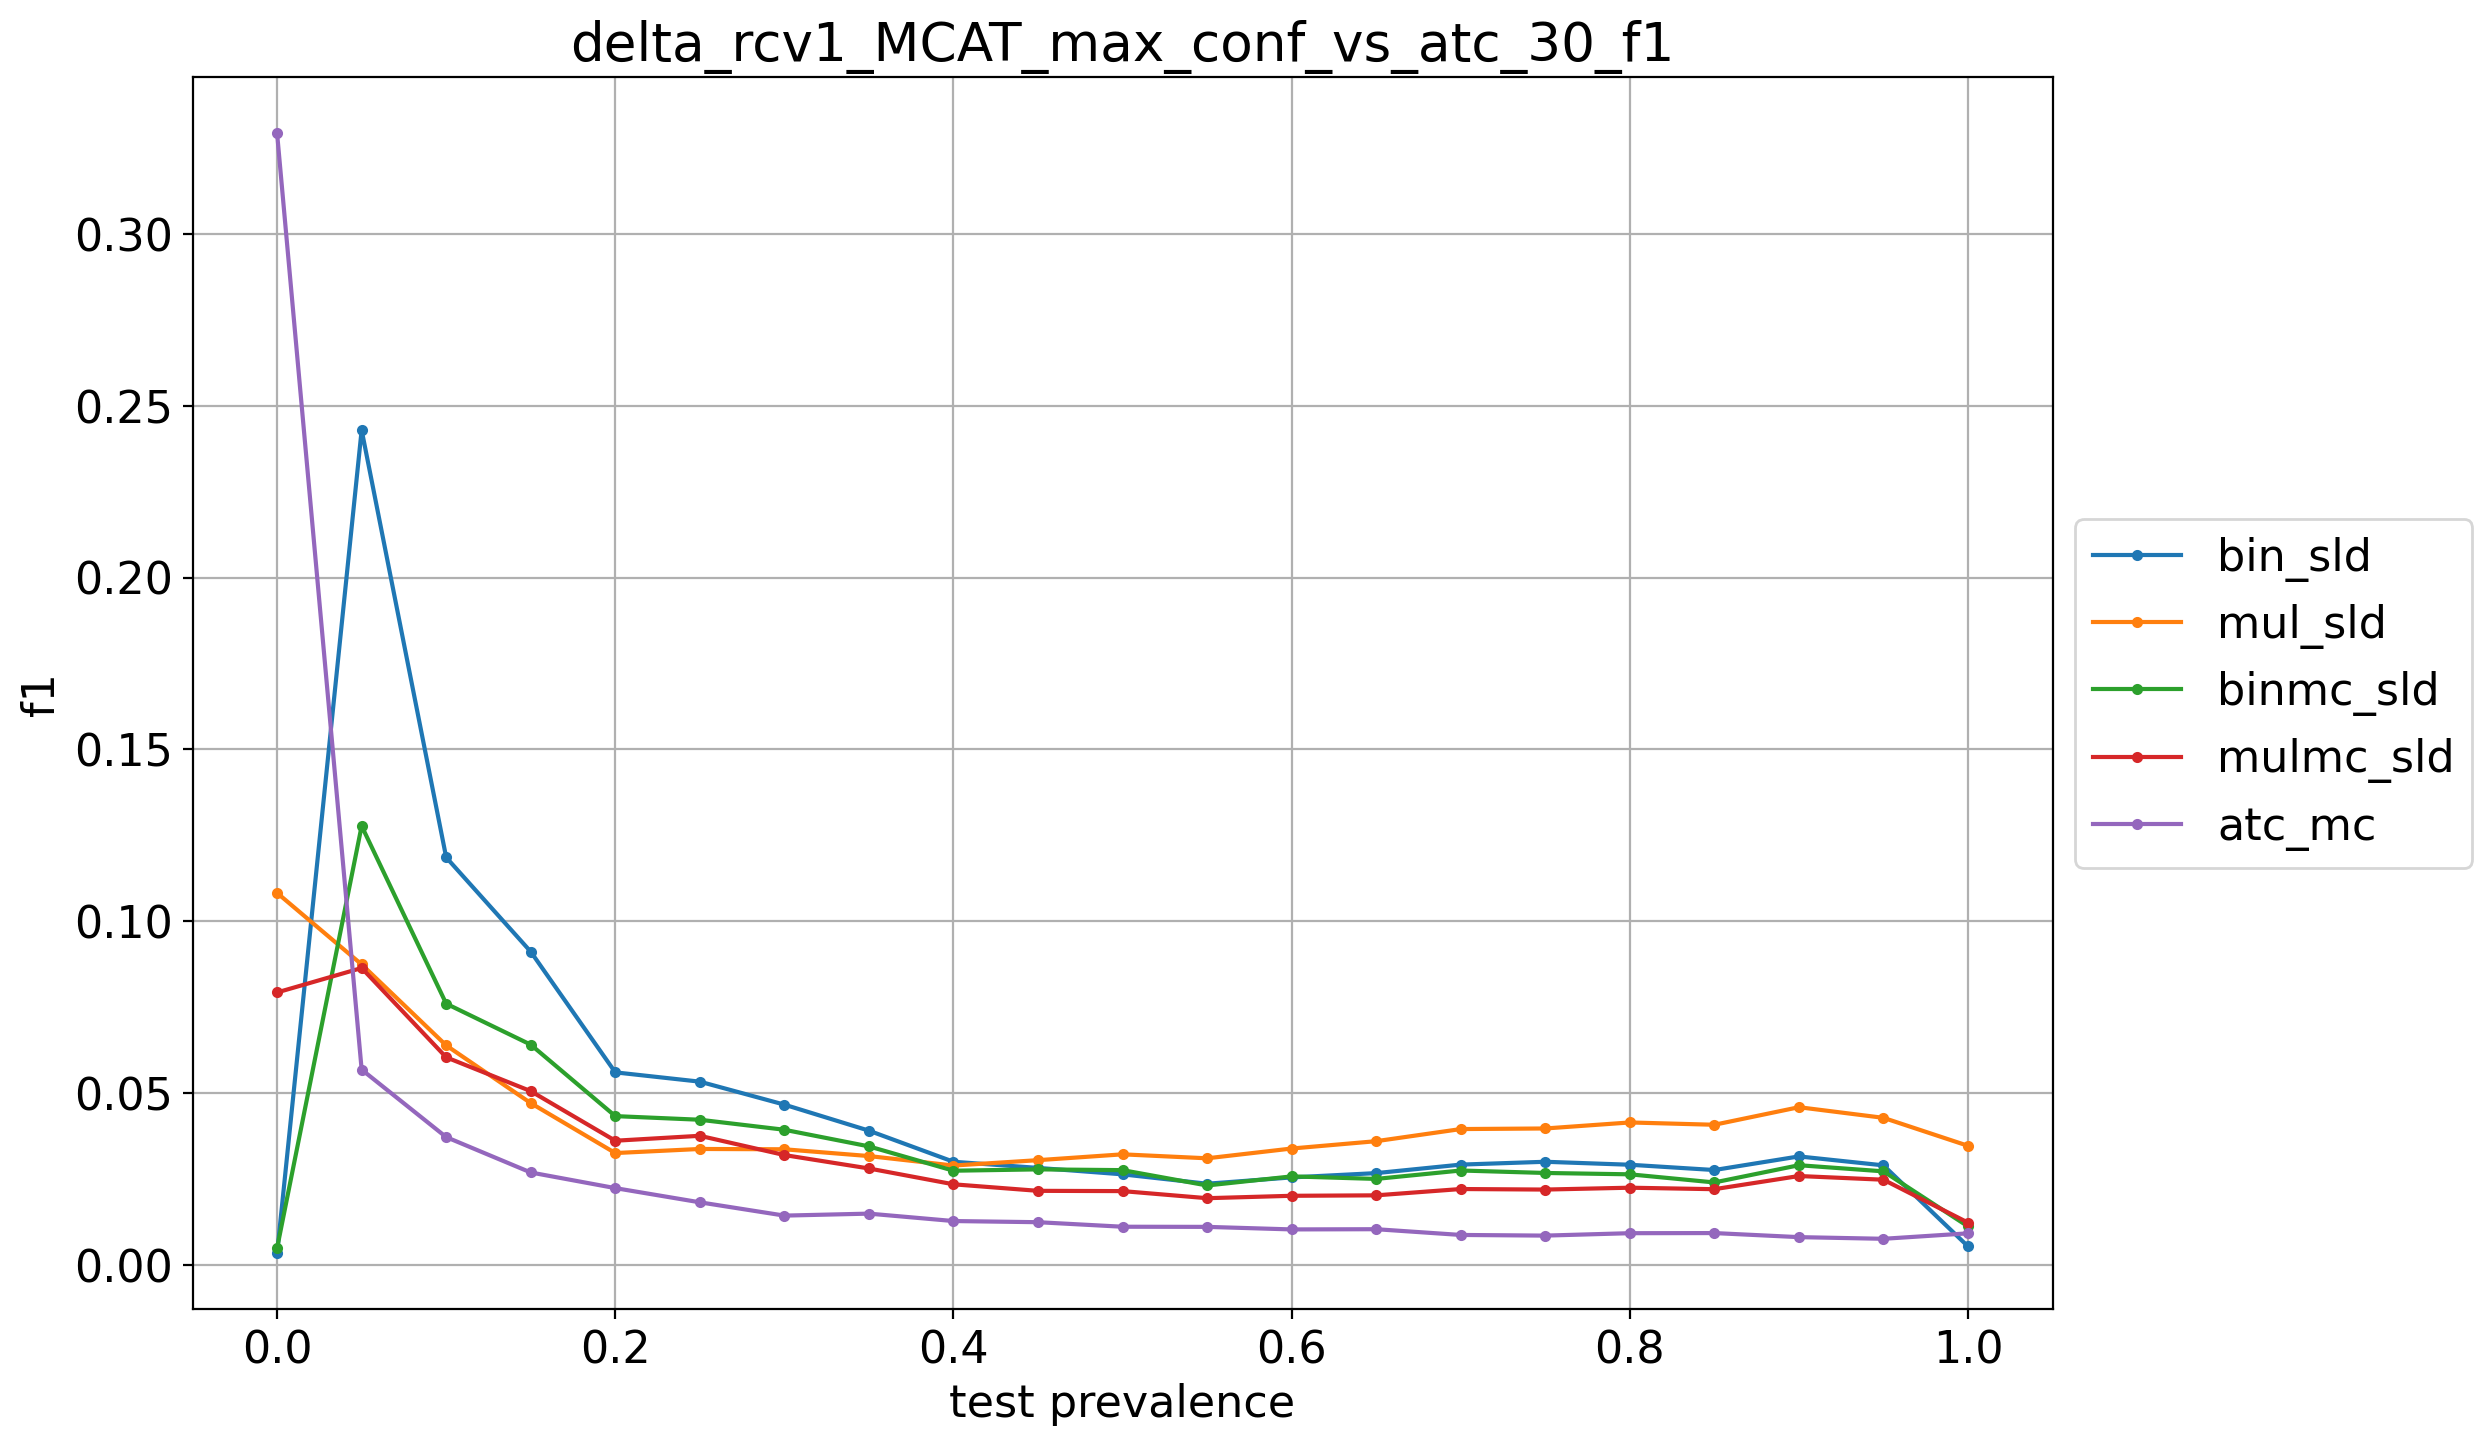 delta_rcv1_MCAT_max_conf_vs_atc_30_f1
f1
0.30
0.25
0.20
0.15
0.10
0.05
0.00
0.0 0.2 0.4 0.6 0.8 1.0
test prevalence
bin_sld
mul_sld
binmc_sld
mulmc_sld
atc_mc